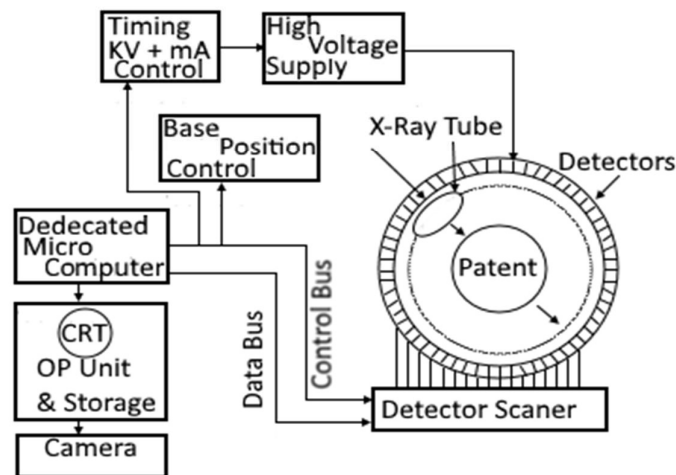 Timing
KV + mA
Control
High
Voltage
Supply
Base
Position
Control
X-Ray Tube
Detectors
Dedecated
Micro
Computer
Patent
CRT
OP Unit
& Storage
Camera
Data Bus
Control Bus
Detector Scaner